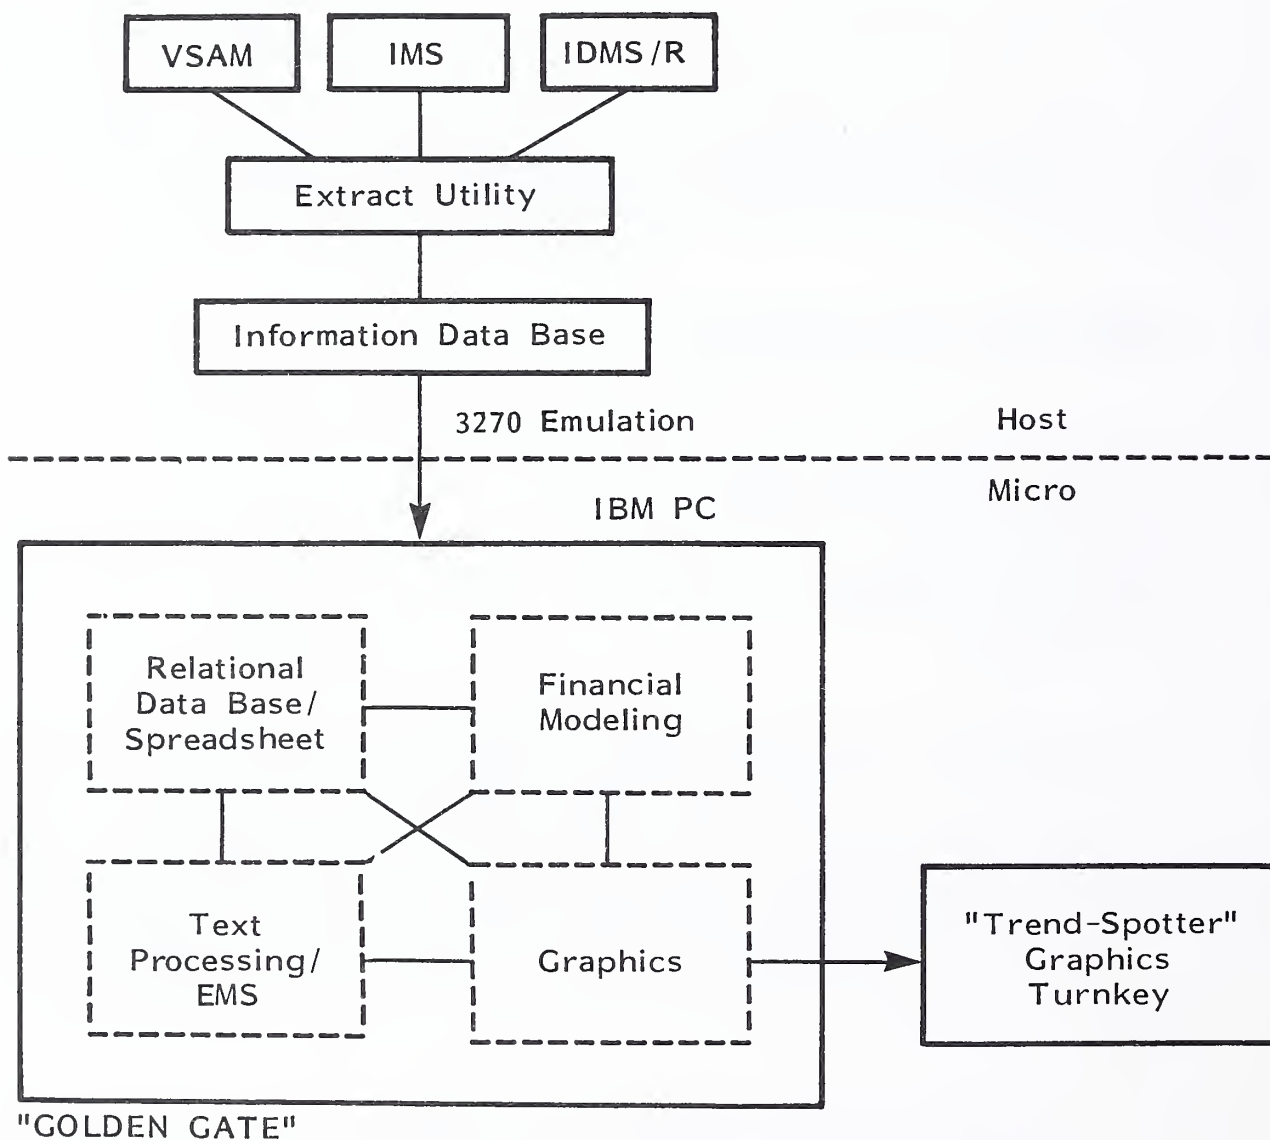 VSAM
IMS
IDMS/R
Extract Utility
Information Data Base
3270 Emulation
Host
Micro
IBM PC
Relational
Data Base/
Spreadsheet
Financial
Modeling
Text
Processing/
EMS
Graphics
"Trend-Spotter"
Graphics
Turnkey
"GOLDEN GATE"